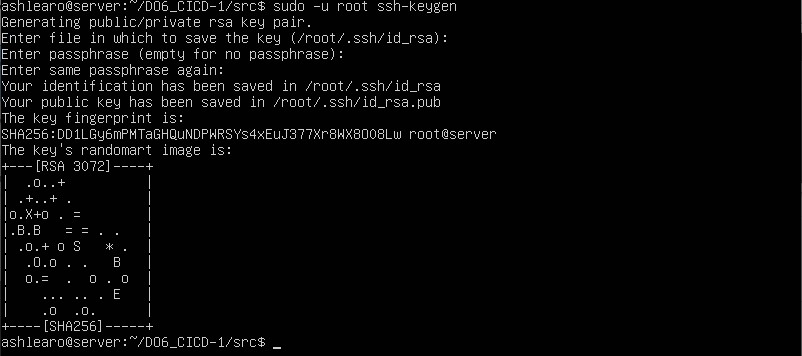 ashlearo@server:~/DO6_CICD-1/src$ sudo -u root ssh-keygen
Generating public/private rsa key pair.
Enter file in which to save the key (/root/.ssh/id_rsa):
Enter passphrase (empty for no passphrase):
Enter same passphrase again:
Your identification has been saved in /root/.ssh/id_rsa
Your public key has been saved in /root/.ssh/id_rsa.pub
The key fingerprint is:
SHA256:DD1LGy6mPMTaGHQuNDPWRSYs4xEuJ377Xr8WX8O08Lw root@server
The key's randomart image is:
+---[RSA 3072]----+
|  .o..+          |
| .+..+ .         |
|o.X+o . =        |
|.B.B   = = . .   |
| .o.+ o S   * .  |
|  .O.o . .   B   |
|  o.=  .  o . o  |
|    ... .. . E   |
|    .o  .o.      |
+----[SHA256]-----+
ashlearo@server:~/DO6_CICD-1/src$ _